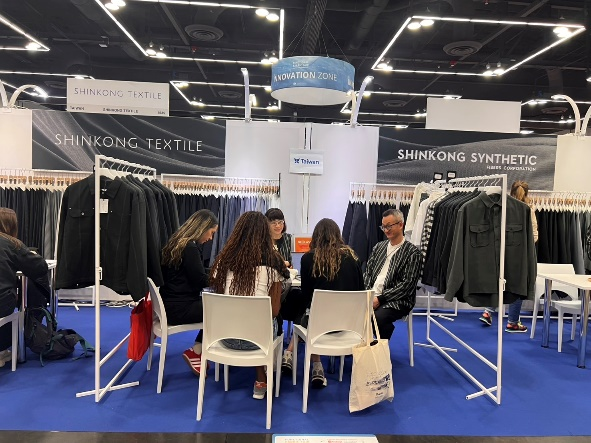 INNOVATION ZONE
SHINKONG TEXTILE
SHINKONG TEXTILE
SHINKONG TEXTILE
Taiwan
SHINKONG SYNTHETIC
FIBERS CORPORATION